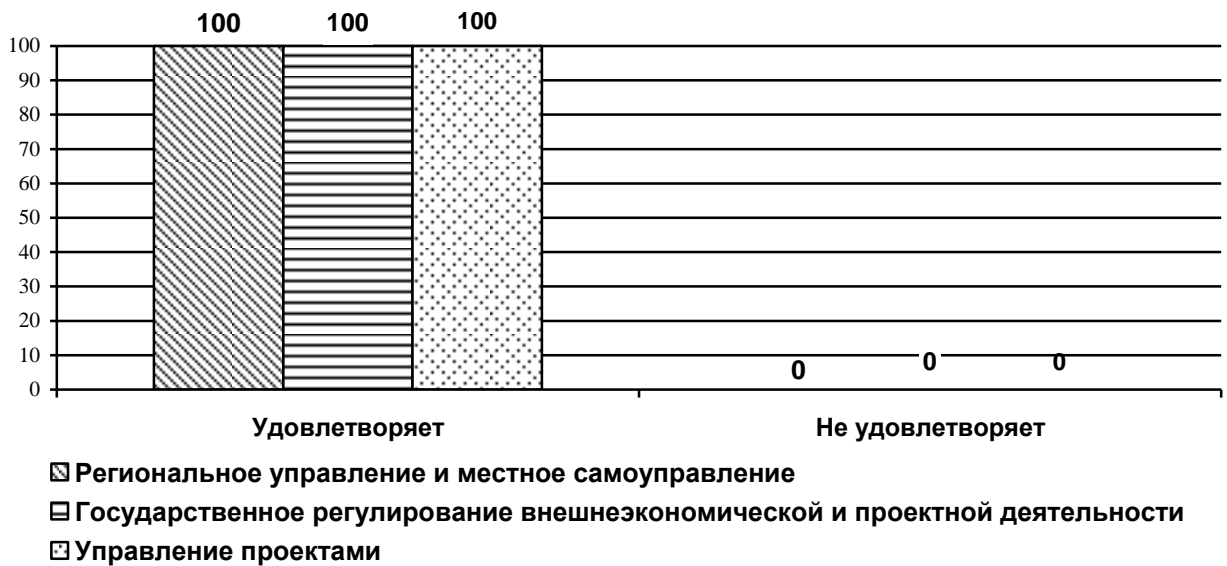 100 100 100
100
90
80
70
60
50
40
30
20
10
0
0 0 0
Удовлетворяет Не удовлетворяет
Региональное управление и местное самоуправление
Государственное регулирование внешнеэкономической и проектной деятельности
Управление проектами